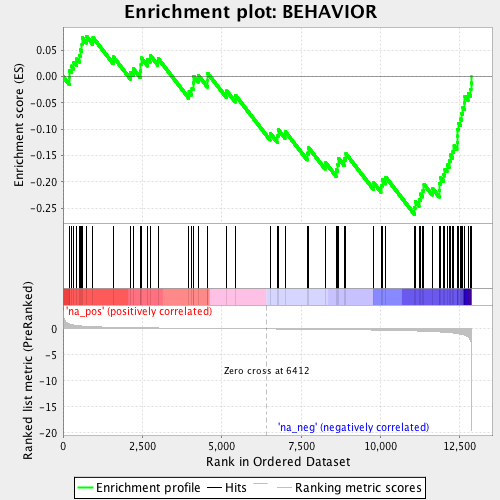 Enrichment plot: BEHAVIOR
Enrichment score (ES)
0.05
0.00
-0.05
-0.10
-0.15
-0.20
-0.25
Ranked list metric (PreRanked)
'na_pos' (positively correlated)
0
-5
-10
-15
-20
Zero cross at 6412
'na_neg' (negatively correlated)
0
2,500
5,000
7,500
10,000
12,500
Rank in Ordered Dataset
Enrichment profile
Hits
Ranking metric scores